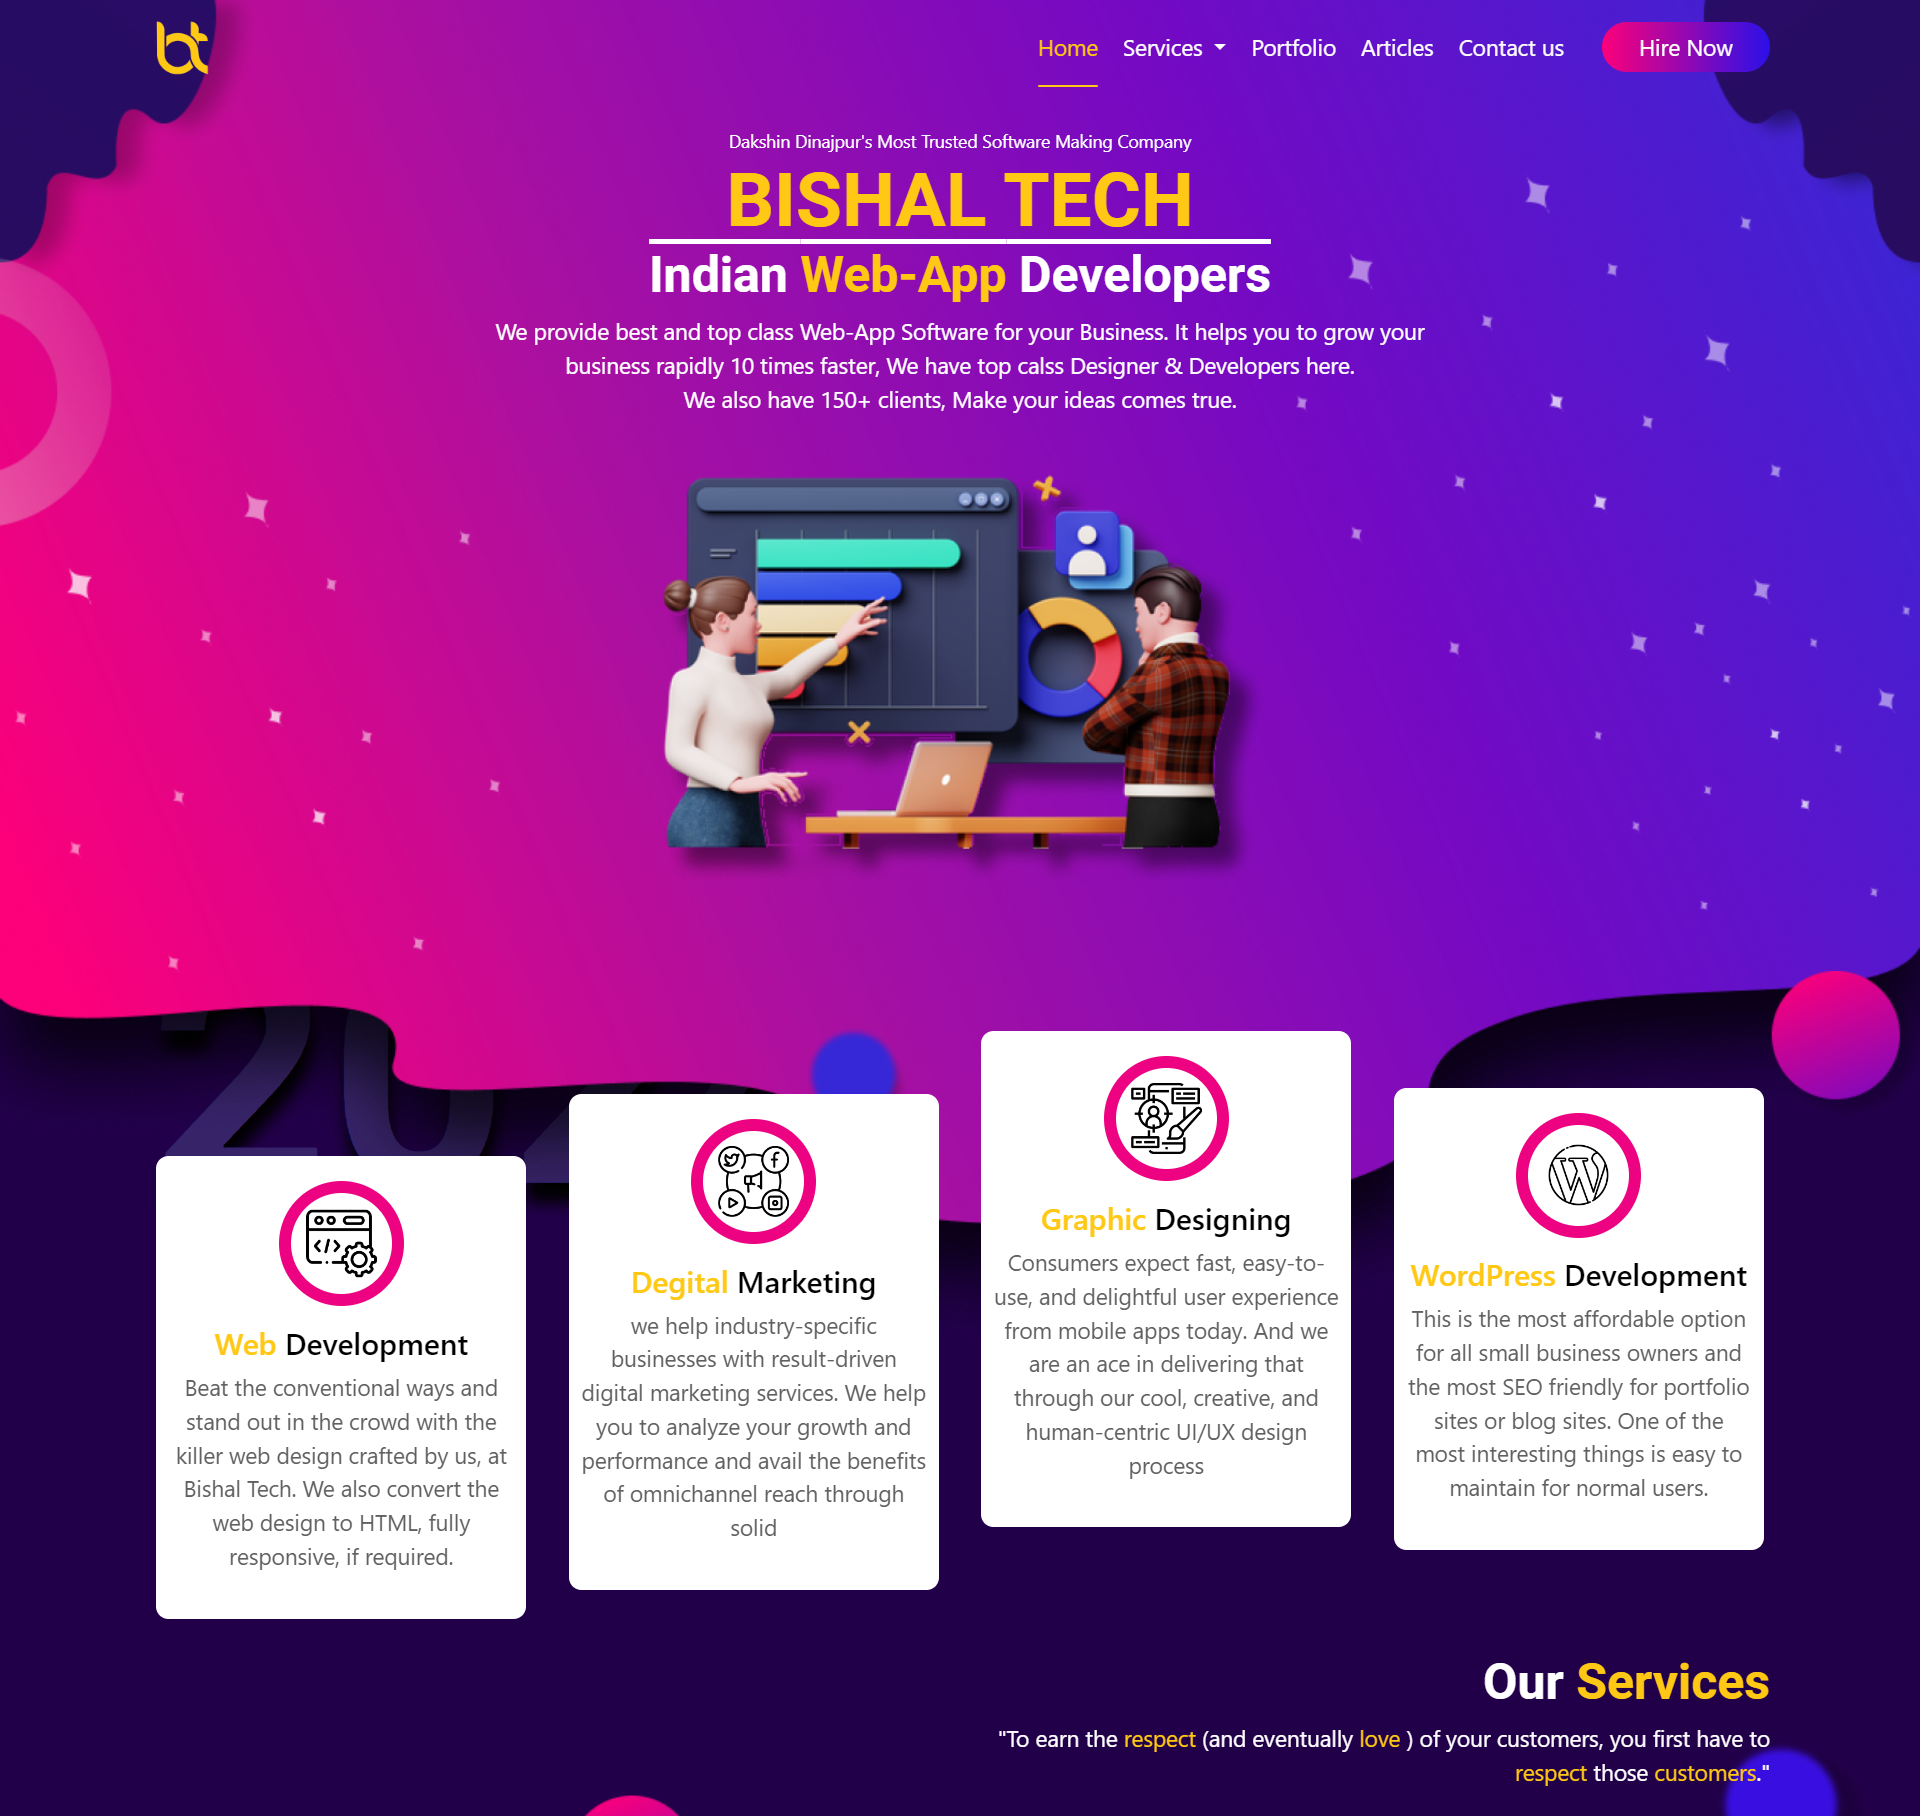 bt
Home Services Portfolio Articles Contact us Hire Now
Dakshin Dinajpur's Most Trusted Software Making Company
BISHAL TECH
Indian Web-App Developers
We provide best and top class Web-App Software for your Business. It helps you to grow your
business rapidly 10 times faster, We have top calss Designer & Developers here.
We also have 150+ clients, Make your ideas comes true.
Web Development
Beat the conventional ways and
stand out in the crowd with the
killer web design crafted by us, at
Bishal Tech. We also convert the
web design to HTML, fully
responsive, if required.
Degital Marketing
we help industry-specific
businesses with result-driven
digital marketing services. We help
you to analyze your growth and
performance and avail the benefits
of omnichannel reach through
solid
Graphic Designing
Consumers expect fast, easy-to-
use, and delightful user experience
from mobile apps today. And we
are an ace in delivering that
through our cool, creative, and
human-centric UI/UX design
process
WordPress Development
This is the most affordable option
for all small business owners and
the most SEO friendly for portfolio
sites or blog sites. One of the
most interesting things is easy to
maintain for normal users.
Our Services
"To earn the respect (and eventually love ) of your customers, you first have to
respect those customers."